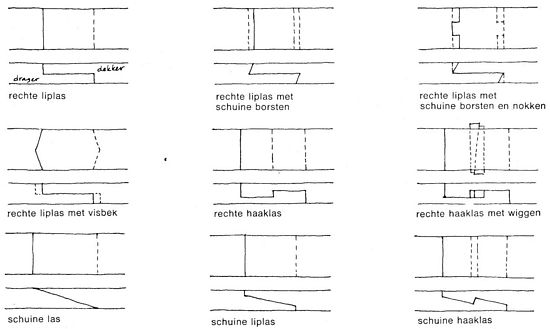 drager
dekker
rechte liplas
rechte liplas met
schuine borsten
rechte liplas met
schuine borsten en nokken
rechte liplas met visbek
rechte haaklas
rechte haaklas met wiggen
schuine las
schuine liplas
schuine haaklas